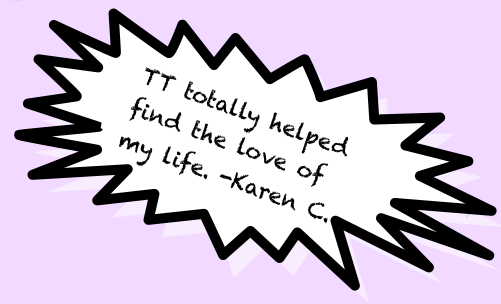 TT totally helped
find the love of
my life. -Karen C.